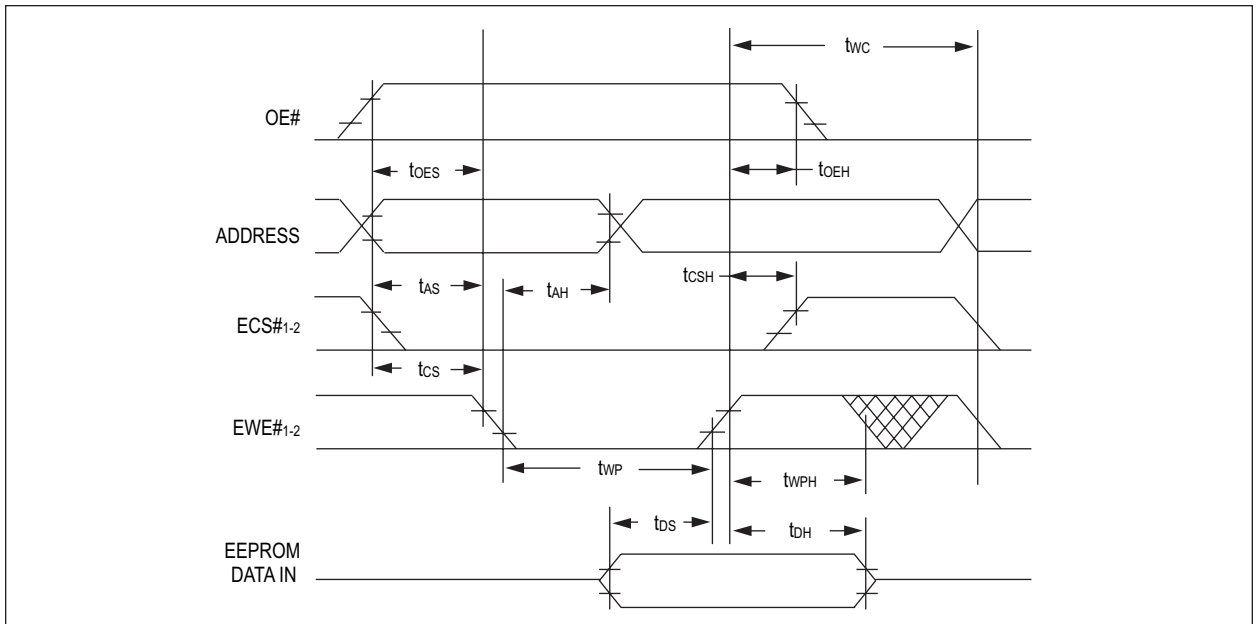 tWC
OE#
tOES
tOEH
ADDRESS
tCSH
tAS
tAH
ECS#1-2
tCS
EWE#1-2
tWP
tWPH
tDS
tDH
EEPROM
DATA IN